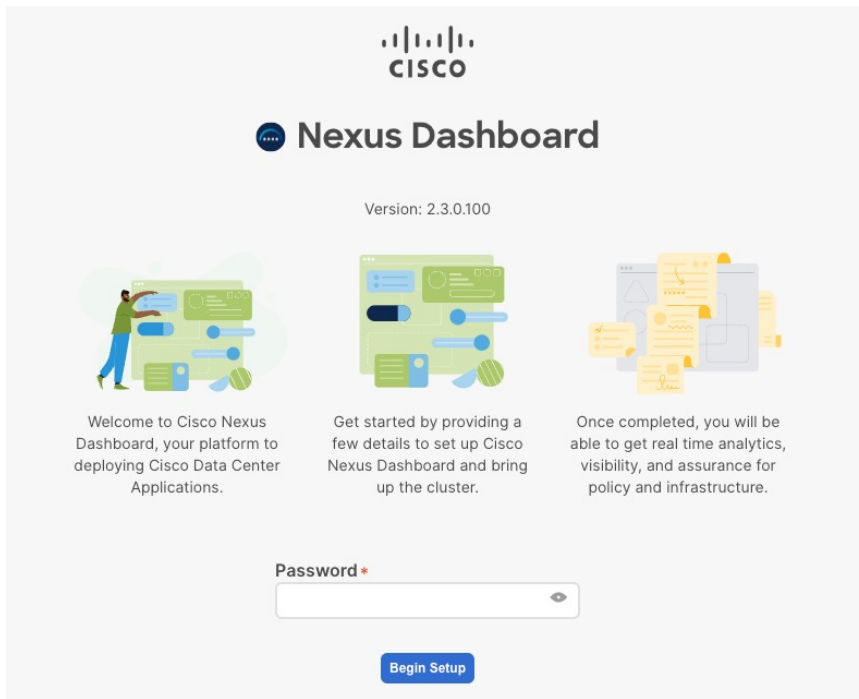 CISCO
Nexus Dashboard
Version: 2.3.0.100
Welcome to Cisco Nexus
Dashboard, your platform to
deploying Cisco Data Center
Applications.
Get started by providing a
few details to set up Cisco
Nexus Dashboard and bring
up the cluster.
Once completed, you will be
able to get real time analytics,
visibility, and assurance for
policy and infrastructure.
Password*
Begin Setup